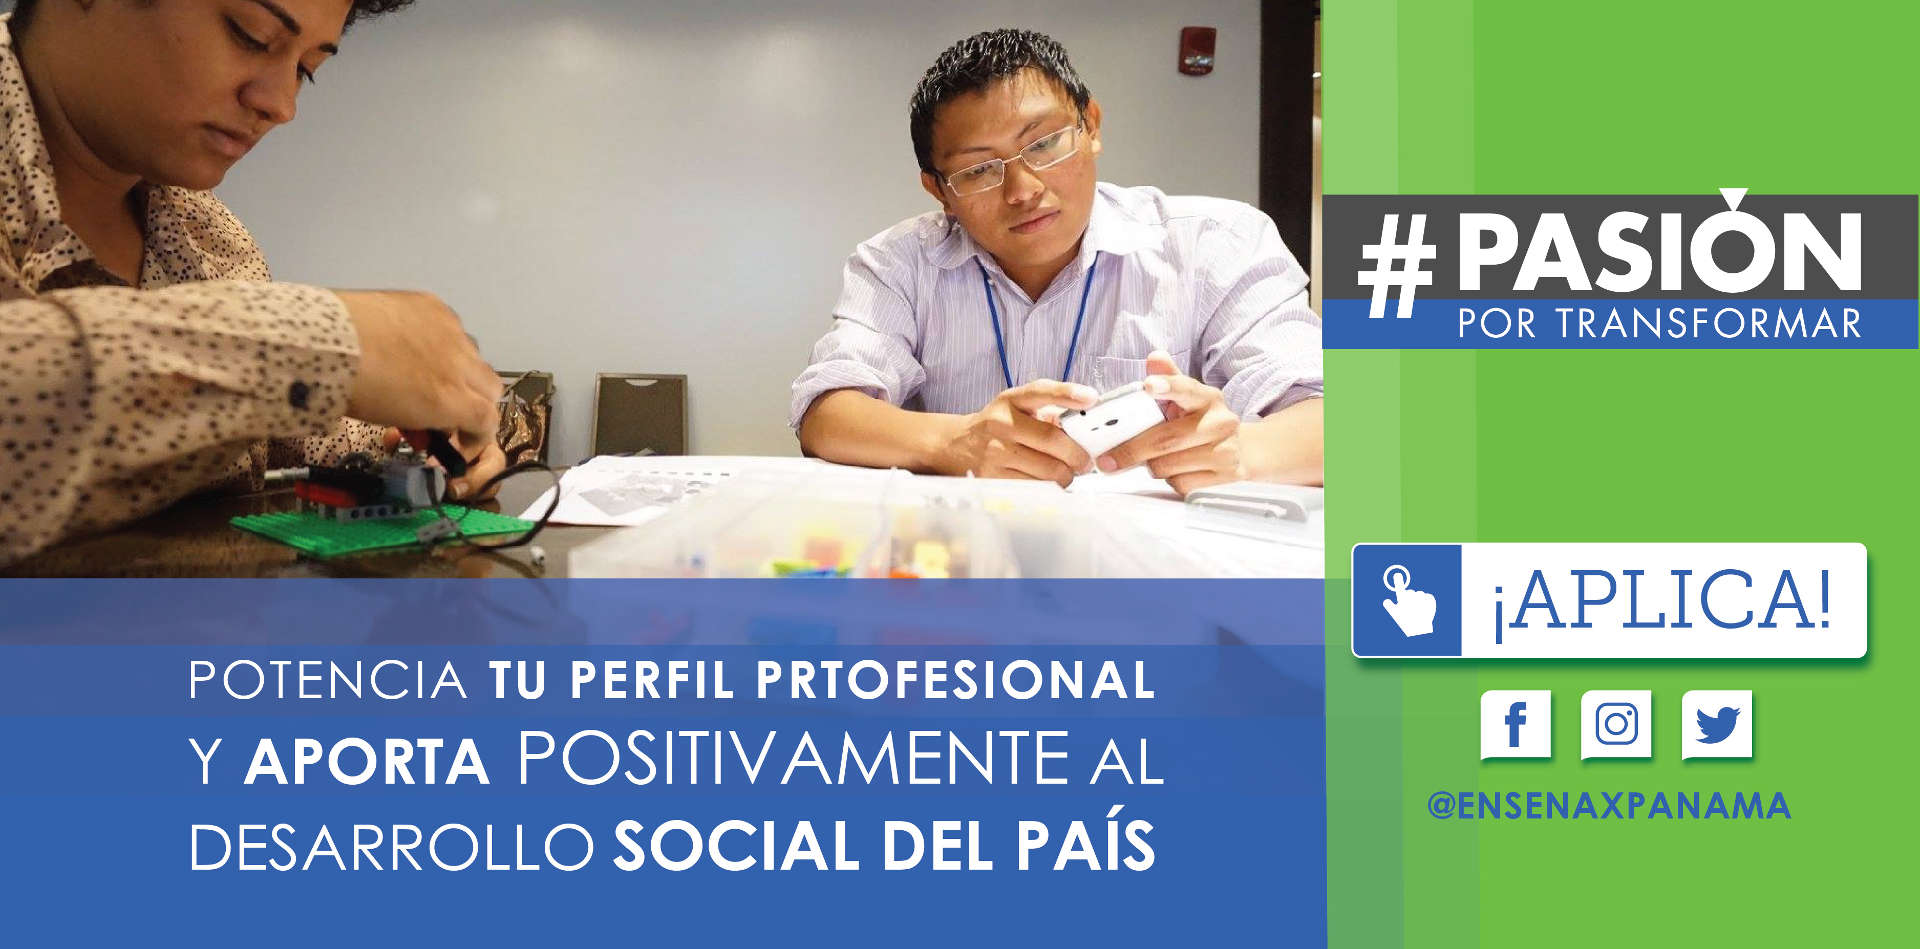 #PASIÓN
POR TRANSFORMAR
¡APLICA!
@ENSENAXPANAMA
POTENCIA TU PERFIL PRTOFESIONAL
Y APORTA POSITIVAMENTE AL
DESARROLLO SOCIAL DEL PAÍS